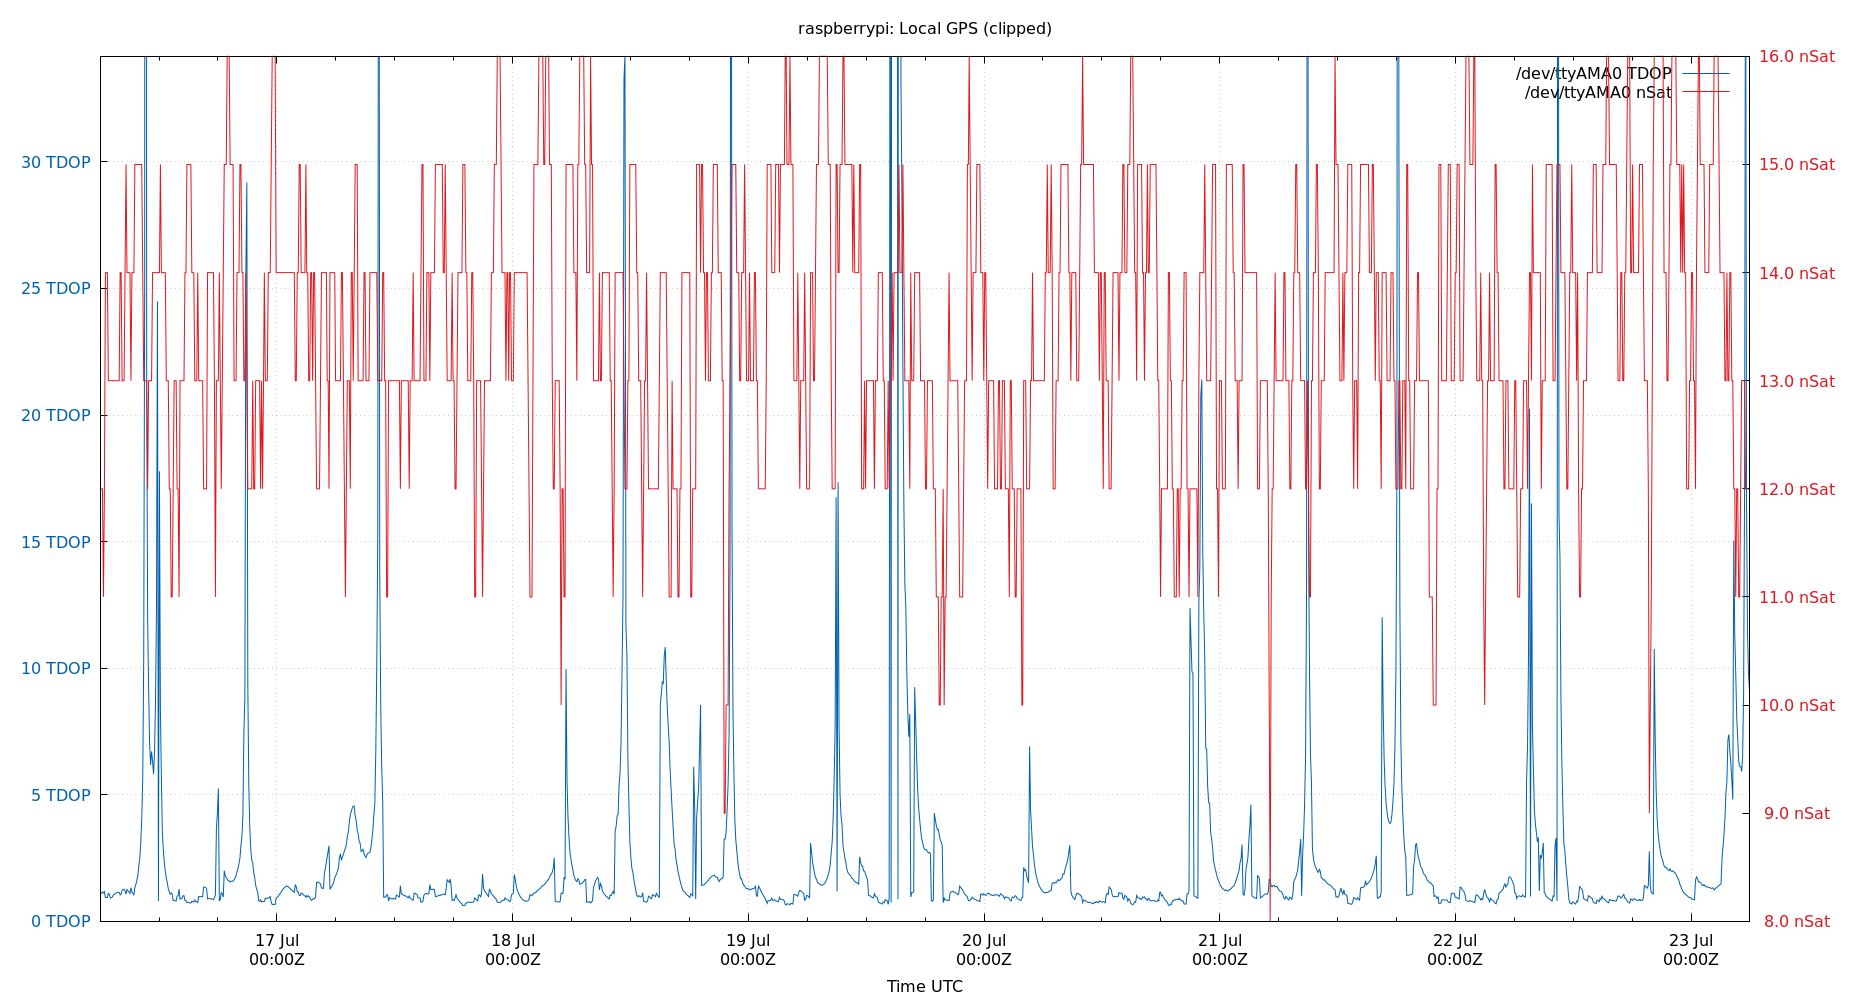 raspberrypi: Local GPS (clipped)
/dev/ttyAMA0 TDOP
/dev/ttyAMA0 nSat
30 TDOP
25 TDOP
20 TDOP
15 TDOP
10 TDOP
5 TDOP
0 TDOP
16.0 nSat
15.0 nSat
14.0 nSat
13.0 nSat
12.0 nSat
11.0 nSat
10.0 nSat
9.0 nSat
8.0 nSat
17 Jul
00:00Z
18 Jul
00:00Z
19 Jul
00:00Z
20 Jul
00:00Z
21 Jul
00:00Z
22 Jul
00:00Z
23 Jul
00:00Z
Time UTC